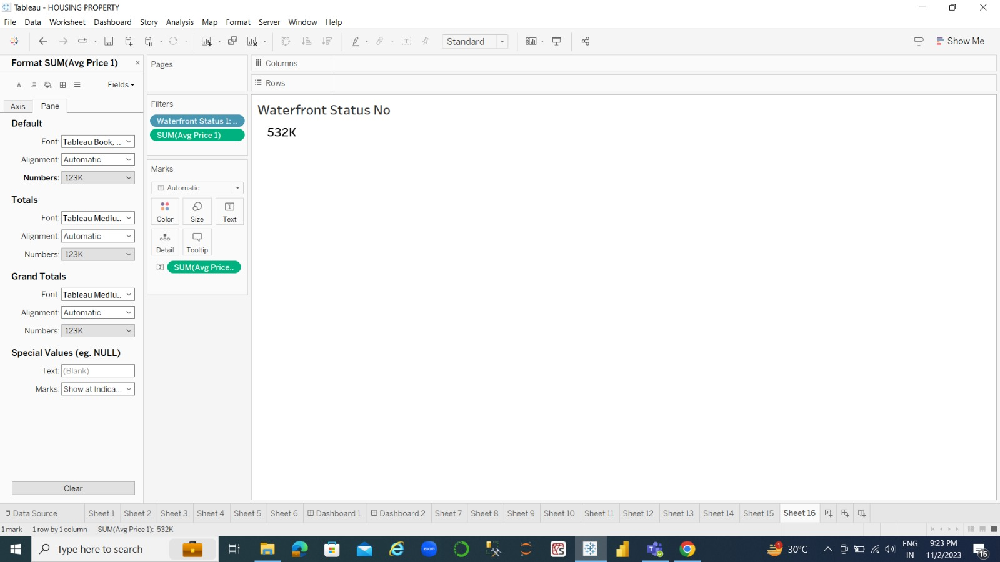 Tableau - HOUSING PROPERTY
File Data Worksheet Dashboard Story Analysis Map Format Server Window Help
Standard
Show Me
Format SUM(Avg Price 1)
Fields
Axis Pane
Default
Font: Tableau Book, ..
Alignment: Automatic
Numbers: 123K
Totals
Font: Tableau Mediu..
Alignment: Automatic
Numbers: 123K
Grand Totals
Font: Tableau Mediu..
Alignment: Automatic
Numbers: 123K
Special Values (eg. NULL)
Text: (Blank)
Marks: Show at Indica...
Clear
Pages
Filters
Waterfront Status 1: ..
SUM(Avg Price 1)
Marks
Automatic
Color Size Text
Detail Tooltip
SUM(Avg Price..
Columns
Rows
Waterfront Status No
532K
Data Source Sheet 1 Sheet 2 Sheet 3 Sheet 4 Sheet 5 Sheet 6 Dashboard 1 Dashboard 2 Sheet 7 Sheet 8 Sheet 9 Sheet 10 Sheet 11 Sheet 12 Sheet 13 Sheet 14 Sheet 15 Sheet 16
1 mark 1 row by 1 column SUM(Avg Price 1): 532K
Type here to search
zoom
1
30°C
ENG
IN
9:23 PM
11/2/2023
16